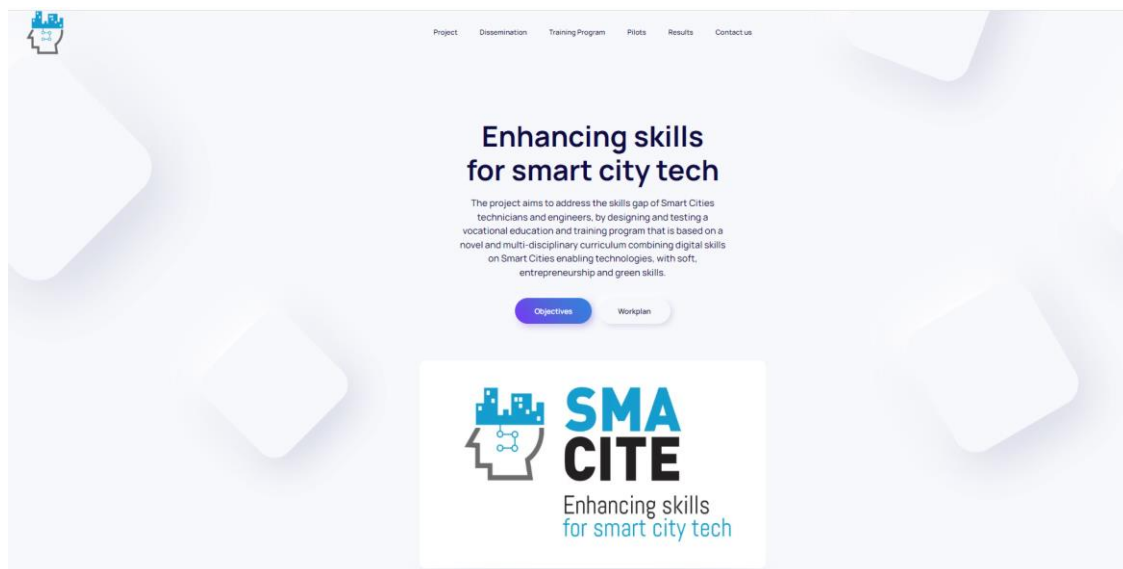 Project Dissemination Training Program Pilots Results Contact us
Enhancing skills
for smart city tech
The project aims to address the skills gap of Smart Cities
technicians and engineers, by designing and testing a
vocational education and training program that is based on a
novel and multi-disciplinary curriculum combining digital skills
on Smart Cities enabling technologies, with soft,
entrepreneurship and green skills.
Objectives Workplan
SMA
CITE
Enhancing skills
for smart city tech